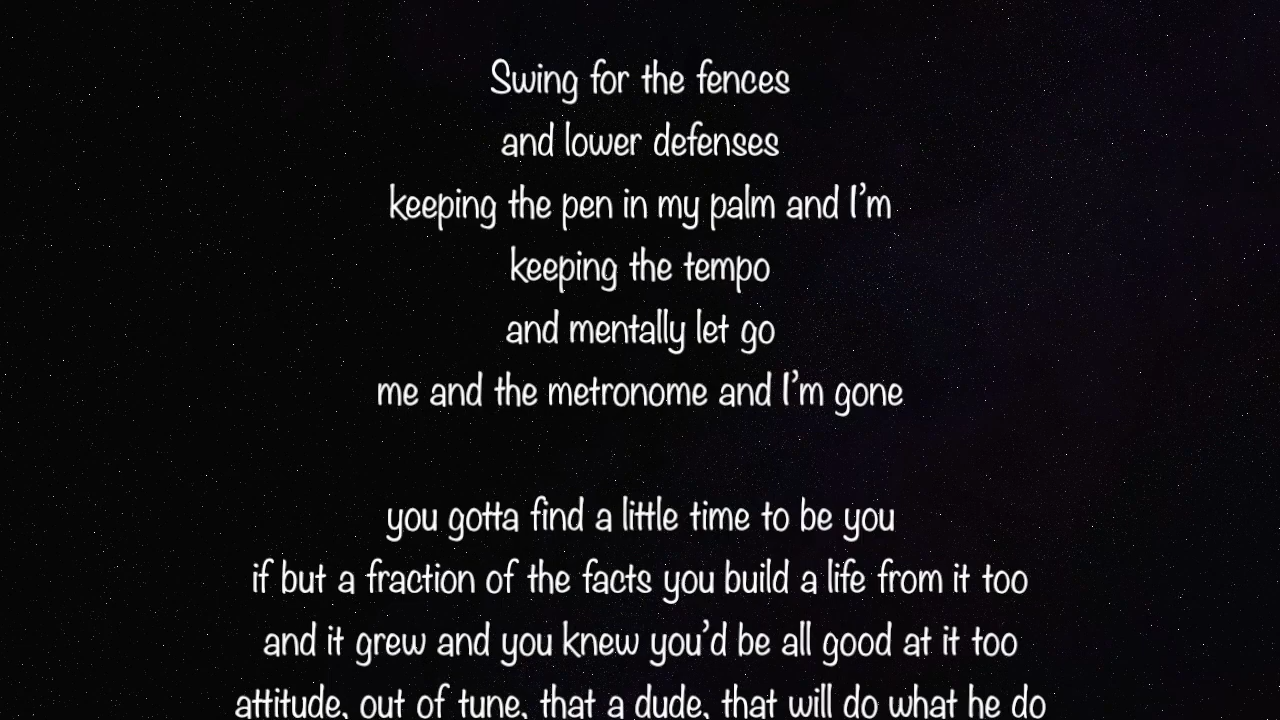 Swing for the fences
and lower defenses
keeping the pen in my palm and I'm
keeping the tempo
and mentally let go
me and the metronome and I'm gone
you gotta find a little time to be you
if but a fraction of the facts you build a life from it too
and it grew and you knew you'd be all good at it too
attitude, out of tune, that a dude, that will do what he do